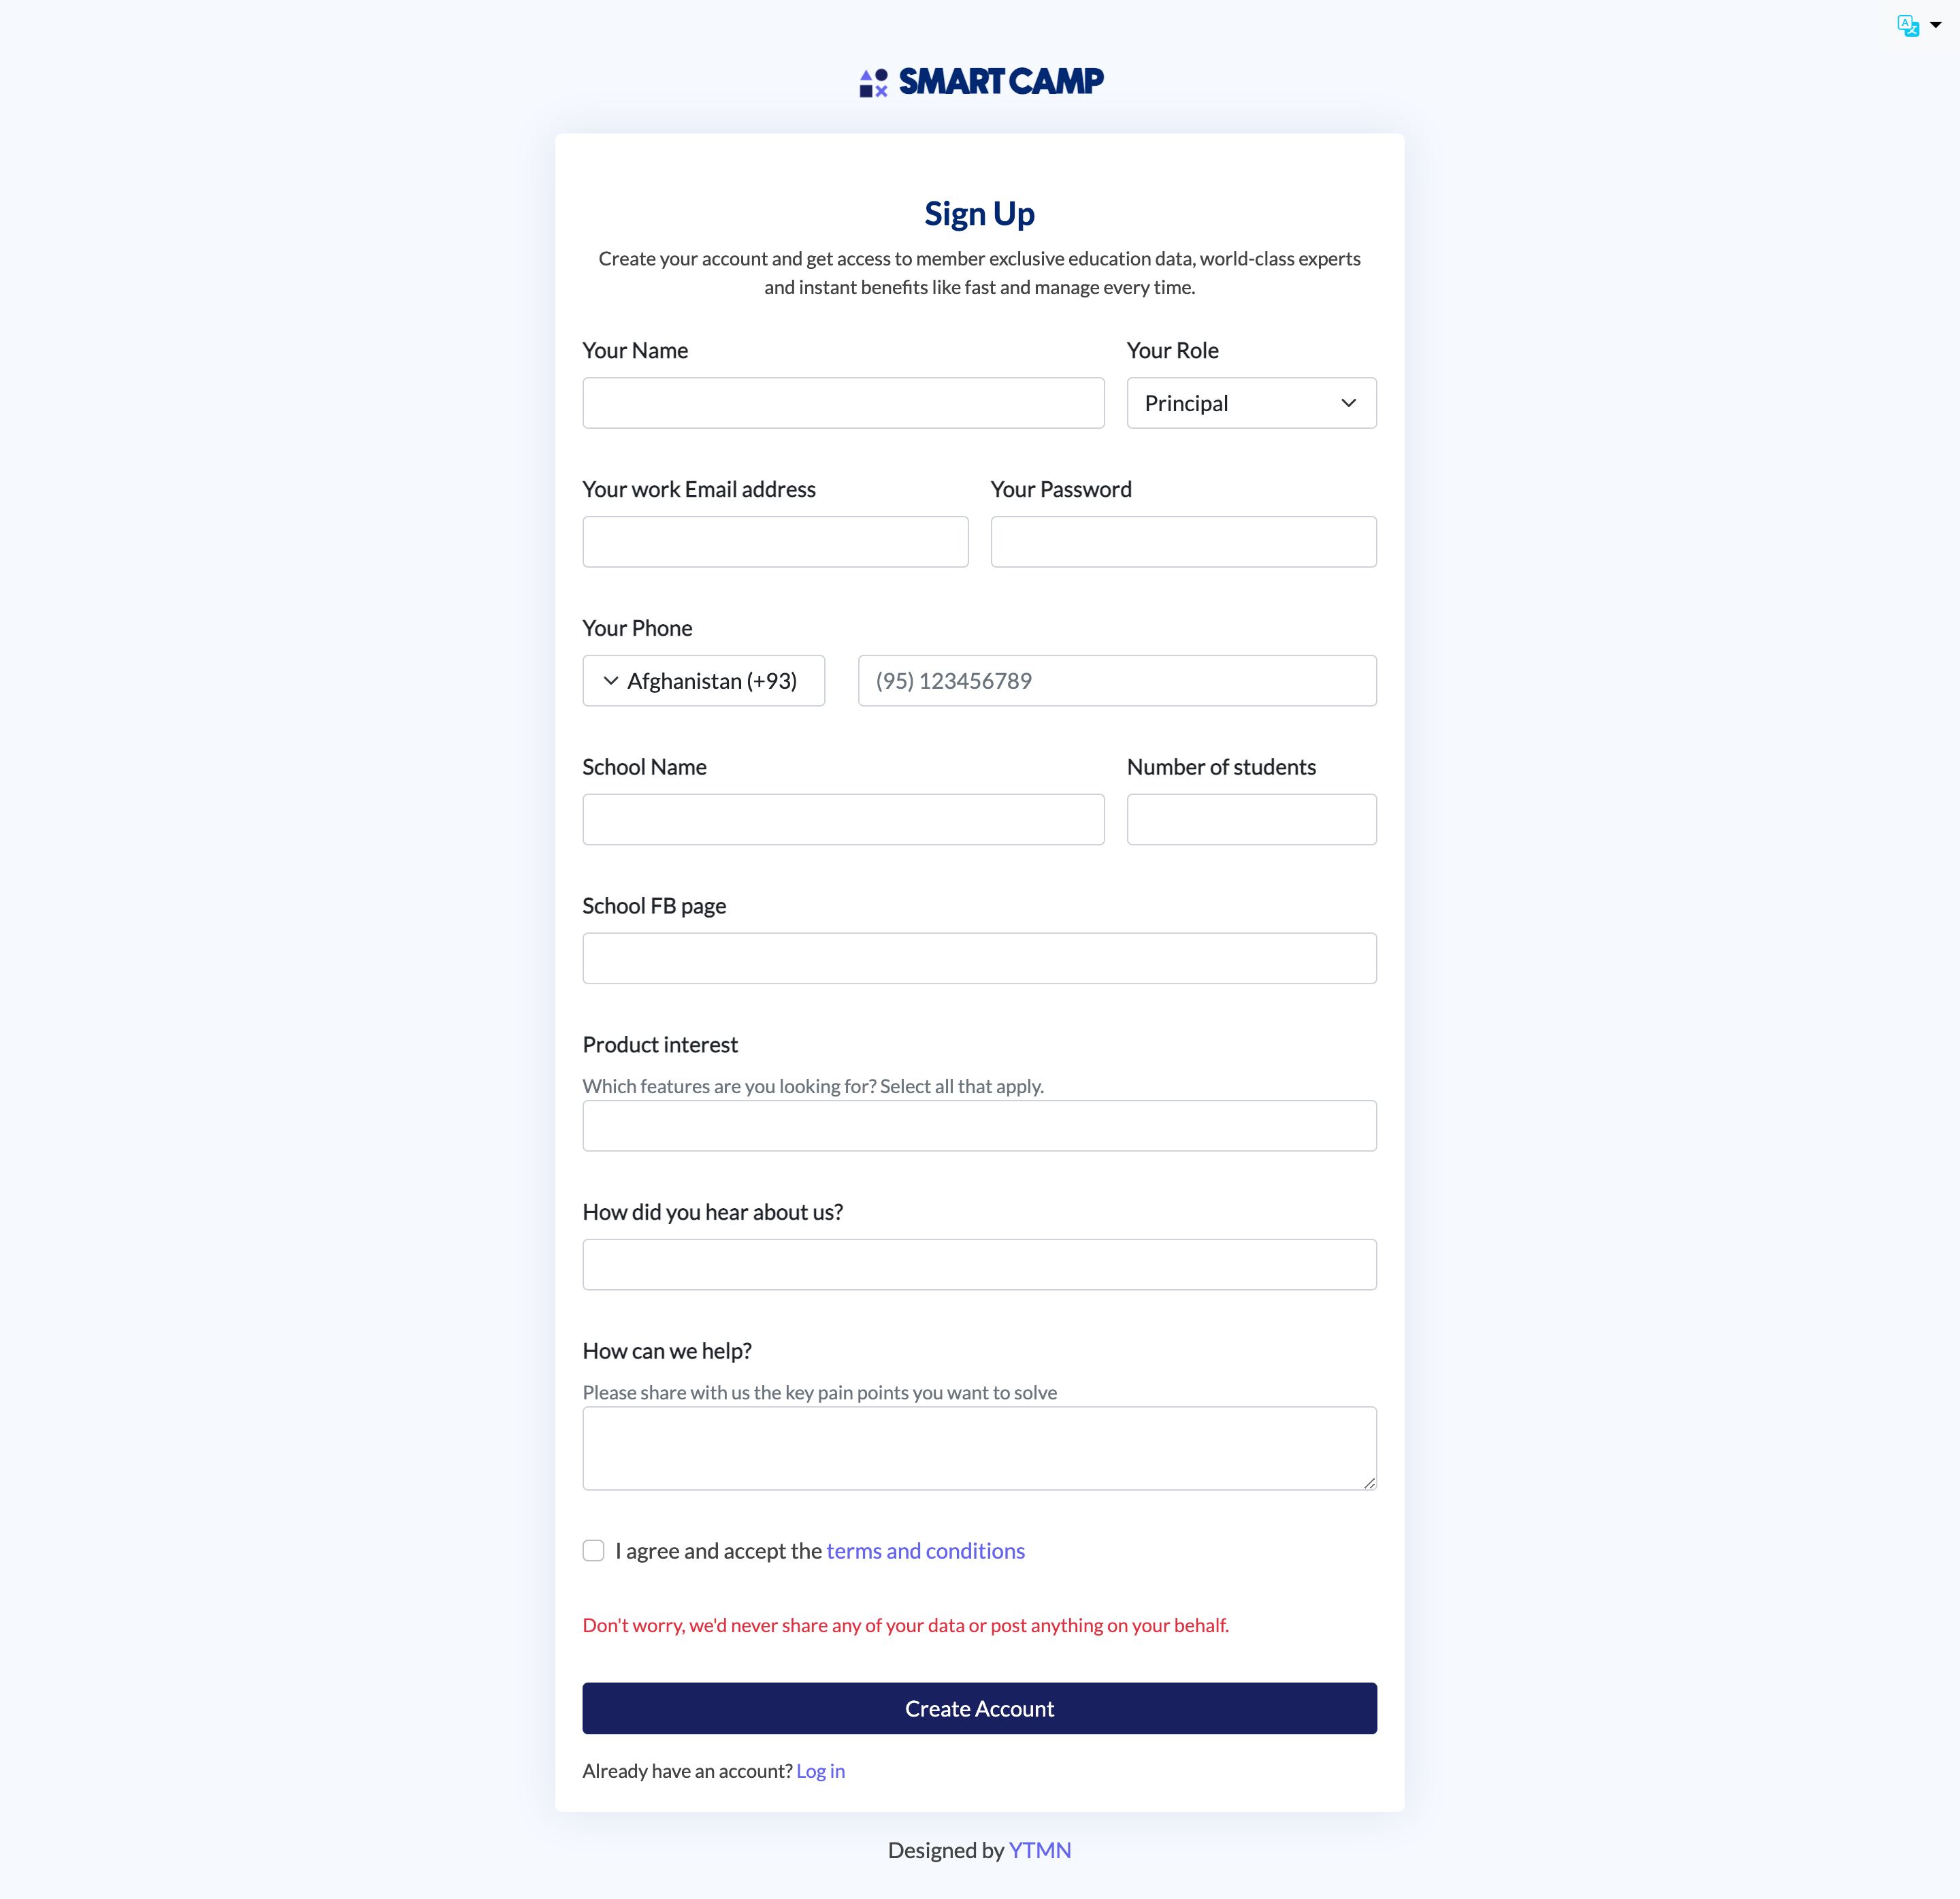 SMART CAMP
Sign Up
Create your account and get access to member exclusive education data, world-class experts
and instant benefits like fast and manage every time.
Your Name
Your Role
Principal
Your work Email address
Your Password
Your Phone
Afghanistan (+93)
(95) 123456789
School Name
Number of students
School FB page
Product interest
Which features are you looking for? Select all that apply.
How did you hear about us?
How can we help?
Please share with us the key pain points you want to solve
I agree and accept the terms and conditions
Don't worry, we'd never share any of your data or post anything on your behalf.
Create Account
Already have an account? Log in
Designed by YTMN